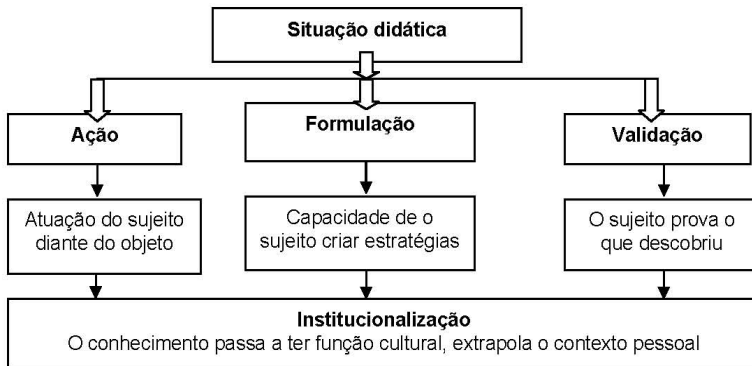 Situação didática
Ação
Formulação
Validação
Atuação do sujeito
diante do objeto
Capacidade de o
sujeito criar estratégias
O sujeito prova o
que descobriu
Institucionalização
O conhecimento passa a ter função cultural, extrapola o contexto pessoal